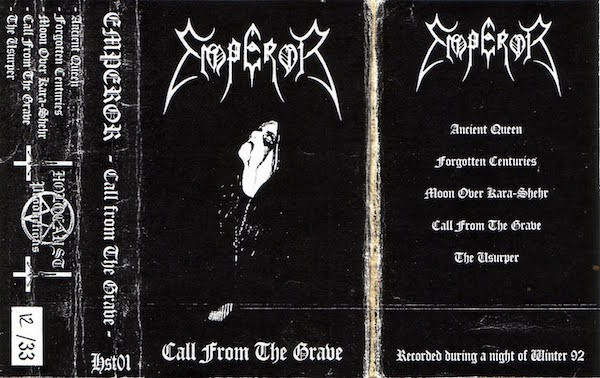 - Ancient Queen
- Forgotten Centuries
- Moon Over Kara-Shehr
- Call From The Grave
- The Usurper
HOLOCAUST
Productions
12/33
EMPEROR - Call from The Grave -
Hst01
EMPEROR
Call From The Grave
EMPEROR
Ancient Queen
Forgotten Centuries
Moon Over Kara-Shehr
Call From The Grave
The Usurper
Recorded during a night of Winter 92